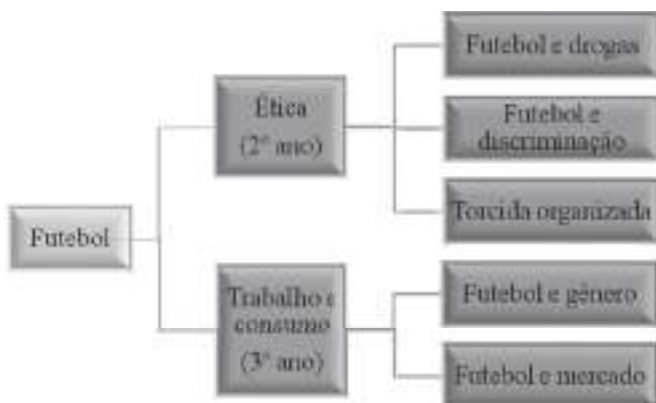 Futebol
Ética
(2º ano)
Futebol e drogas
Futebol e
discriminação
Torcida organizada
Trabalho e
consumo
(3º ano)
Futebol e gênero
Futebol e mercado